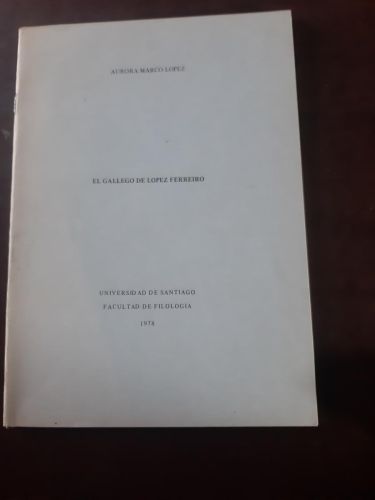 AURORA MARCO LOPEZ
EL GALLEGO DE LOPEZ FERREIRO
UNIVERSIDAD DE SANTIAGO
FACULTAD DE FILOLOGIA
1978